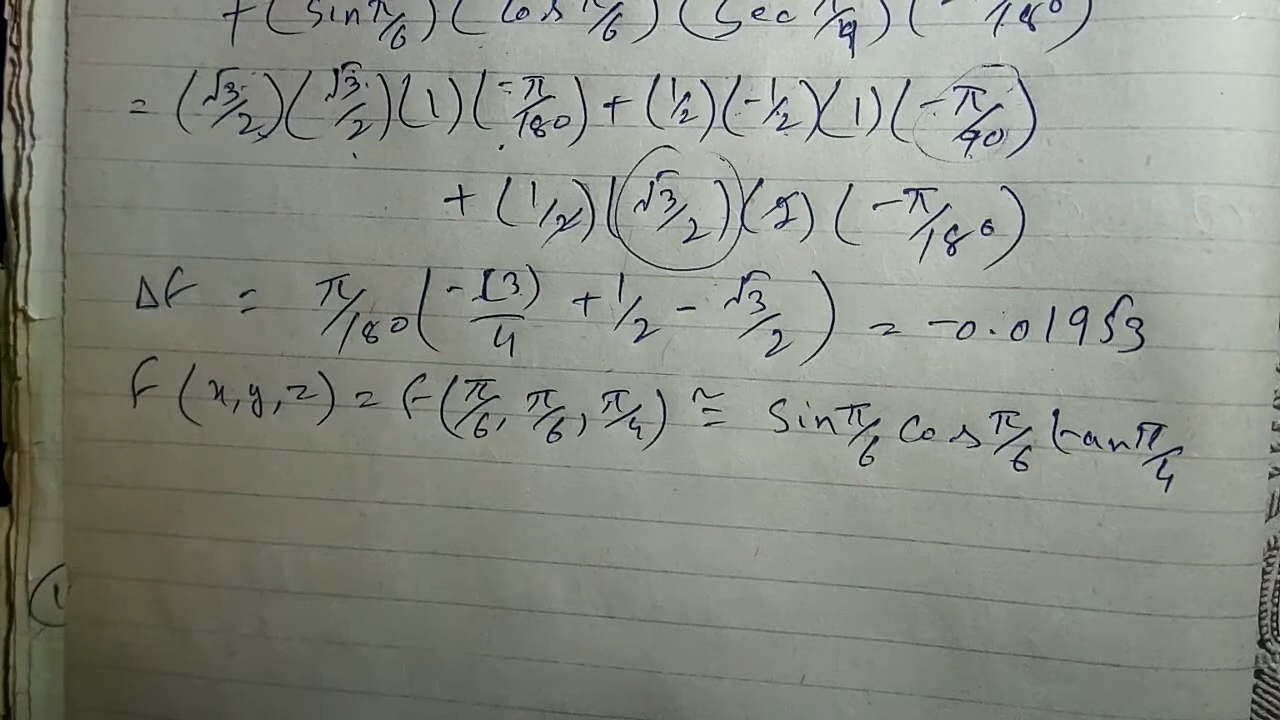 + (Sin π/6) (Cos π/6) (Sec π/4) (-π/180)
= (√3/2)(√3/2)(1)(-π/180) + (1/2)(-1/2)(1)(-π/90)
+ (1/2)(√3/2)(2)(-π/180)
ΔF = π/180 (-(3)/4 + 1/2 - √3/2) = -0.01953
F(x,y,z) = F(π/6, π/6, π/4) ≅ Sin π/6 Cos π/6 tan π/4